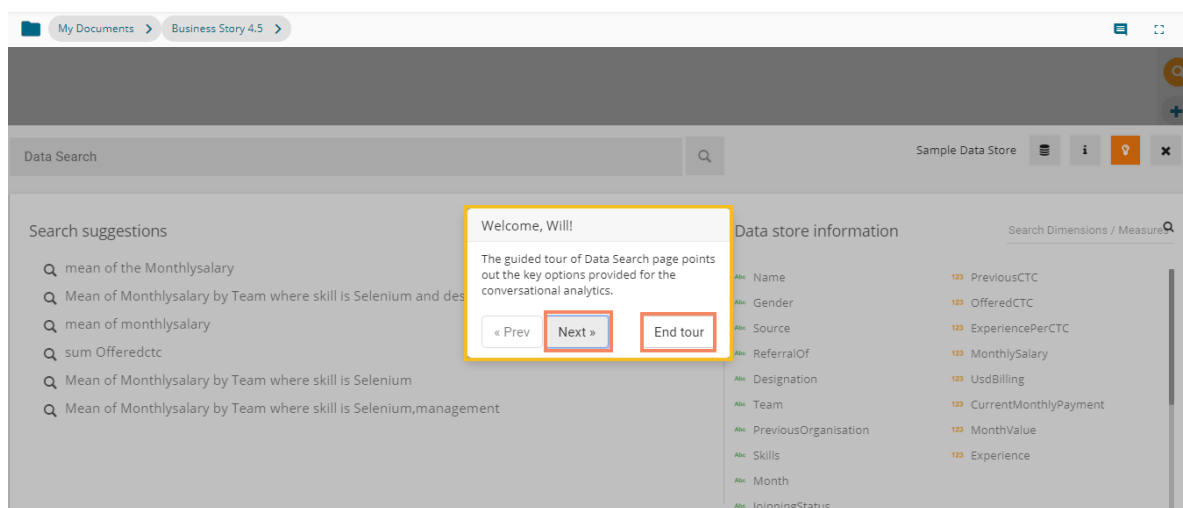 My Documents
Business Story 4.5
Data Search
Sample Data Store
i
Search suggestions
mean of the Monthlysalary
Mean of Monthlysalary by Team where skill is Selenium and des
mean of monthlysalary
sum Offeredctc
Mean of Monthlysalary by Team where skill is Selenium
Mean of Monthlysalary by Team where skill is Selenium,management
Welcome, Will!
The guided tour of Data Search page points
out the key options provided for the
conversational analytics.
« Prev
Next »
End tour
Data store information
Search Dimensions / Measures
Abc Name
Abc Gender
Abc Source
Abc ReferralOf
Abc Designation
Abc Team
Abc PreviousOrganisation
Abc Skills
Abc Month
Abc JoinningStatus
123 PreviousCTC
123 OfferedCTC
123 ExperiencePerCTC
123 MonthlySalary
123 UsdBilling
123 CurrentMonthlyPayment
123 MonthValue
123 Experience